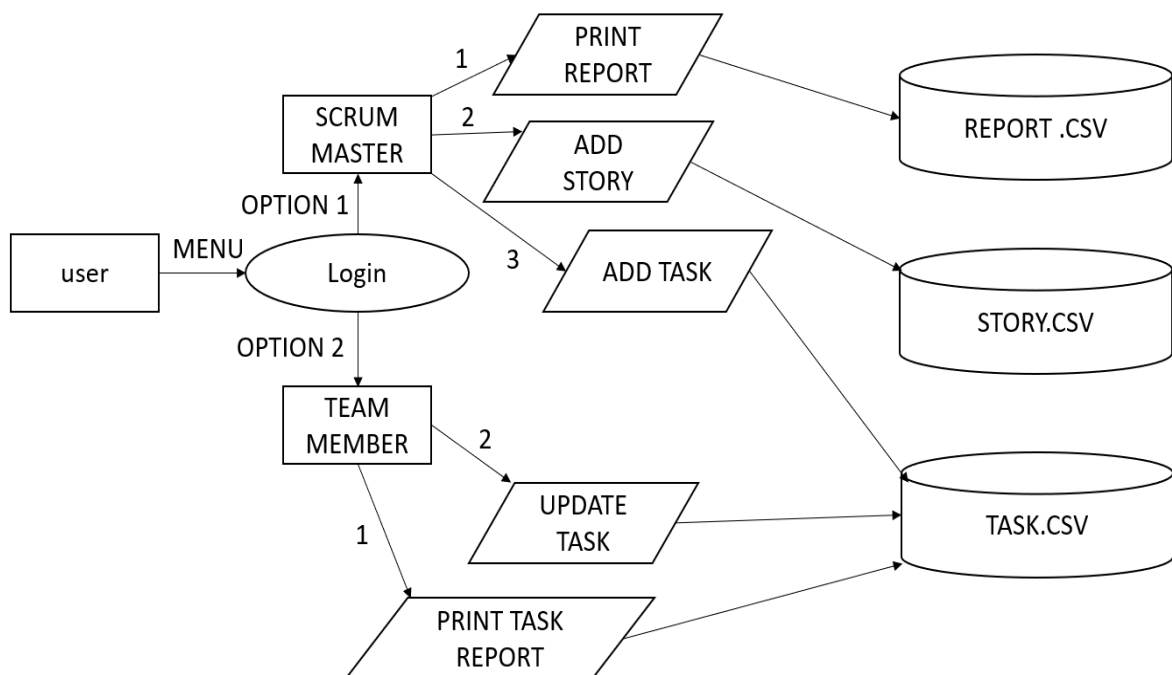 PRINT
REPORT
1
SCRUM
MASTER
2
REPORT .CSV
ADD
STORY
OPTION 1
MENU
user
Login
3
ADD TASK
STORY.CSV
OPTION 2
TEAM
MEMBER
2
UPDATE
TASK
TASK.CSV
1
PRINT TASK
REPORT